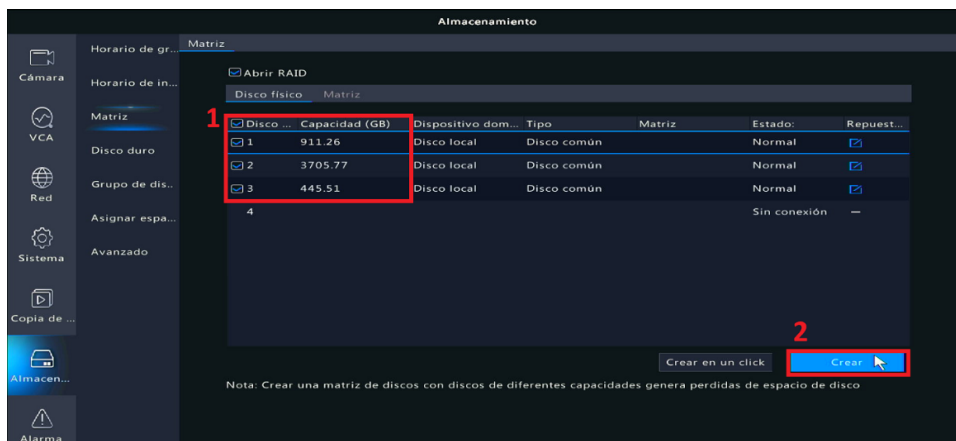 Almacenamiento
Cámara
VCA
Red
Sistema
Copia de ...
Almacen...
Alarma
Horario de gr...
Horario de in...
Matriz
Disco duro
Grupo de dis..
Asignar espa...
Avanzado
Matriz
Abrir RAID
Disco físico Matriz
1
Disco ... Capacidad (GB) Dispositivo dom... Tipo Matriz Estado: Repuest...
1 911.26 Disco local Disco común Normal
2 3705.77 Disco local Disco común Normal
3 445.51 Disco local Disco común Normal
4 Sin conexión —
2
Crear en un click Crear
Nota: Crear una matriz de discos con discos de diferentes capacidades genera perdidas de espacio de disco